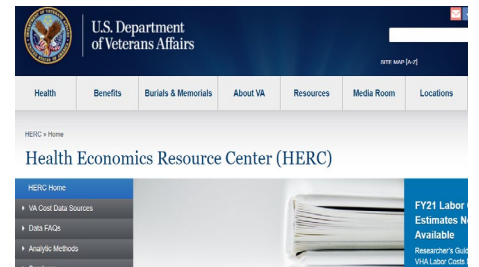 U.S. Department
of Veterans Affairs
SITE MAP [A-Z]
Health Benefits Burials & Memorials About VA Resources Media Room Locations
HERC » Home
Health Economics Resource Center (HERC)
HERC Home
VA Cost Data Sources
Data FAQs
Analytic Methods
FY21 Labor
Estimates N
Available
Researcher's Guid
VHA Labor Costs